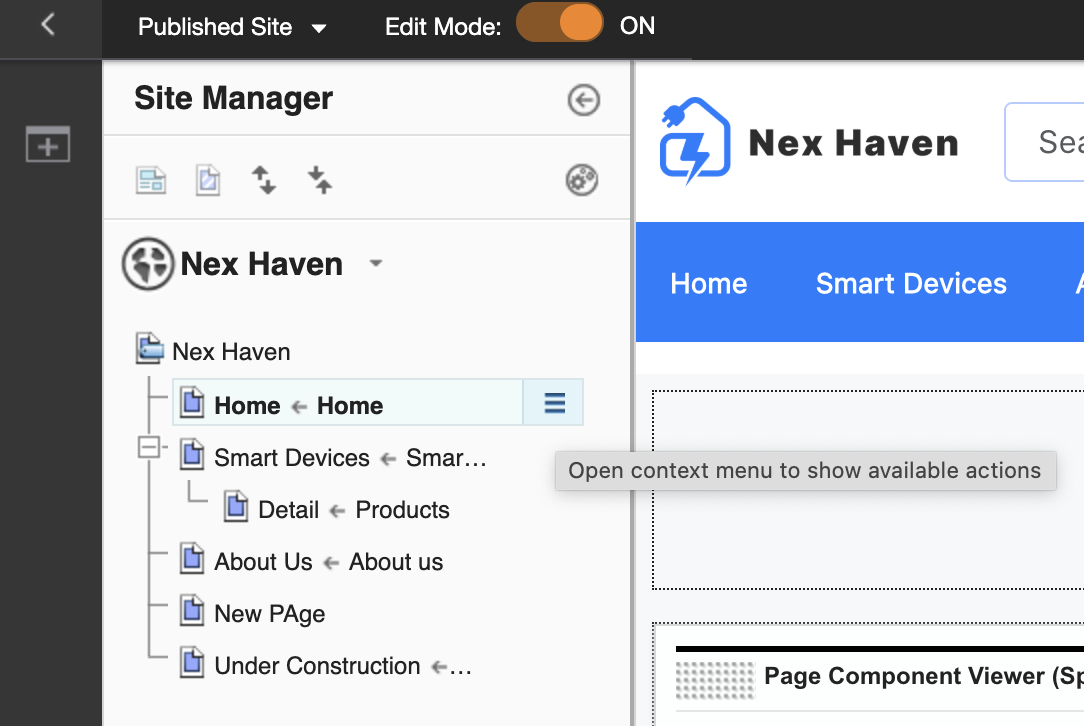 Published Site
Edit Mode:
ON
Site Manager
Nex Haven
Nex Haven
Home ← Home
Smart Devices ← Smar...
Detail ← Products
About Us ← About us
New PAge
Under Construction ←...
Nex Haven
Sea
Home
Smart Devices
A
Open context menu to show available actions
Page Component Viewer (Sp